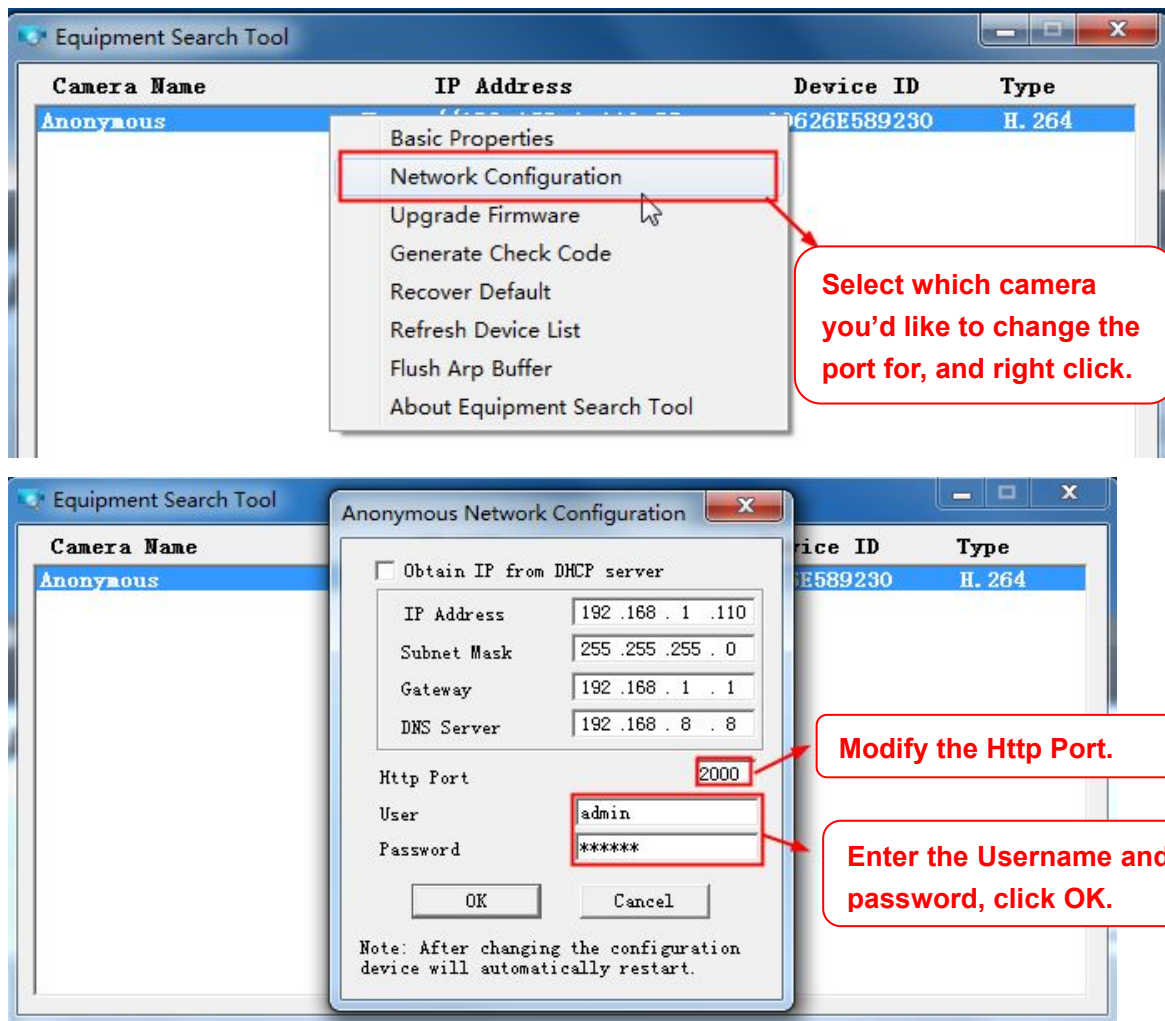 Equipment Search Tool
Camera Name IP Address Device ID Type
Anonymous 0626E589230 H.264
Basic Properties
Network Configuration
Upgrade Firmware
Generate Check Code
Recover Default
Refresh Device List
Flush Arp Buffer
About Equipment Search Tool
Select which camera
you’d like to change the
port for, and right click.
Equipment Search Tool
Camera Name vice ID Type
Anonymous E589230 H.264
Anonymous Network Configuration
Obtain IP from DHCP server
IP Address 192 .168 . 1 .110
Subnet Mask 255 .255 .255 . 0
Gateway 192 .168 . 1 . 1
DNS Server 192 .168 . 8 . 8
Http Port 2000
User admin
Password ******
OK Cancel
Note: After changing the configuration
device will automatically restart.
Modify the Http Port.
Enter the Username and
password, click OK.